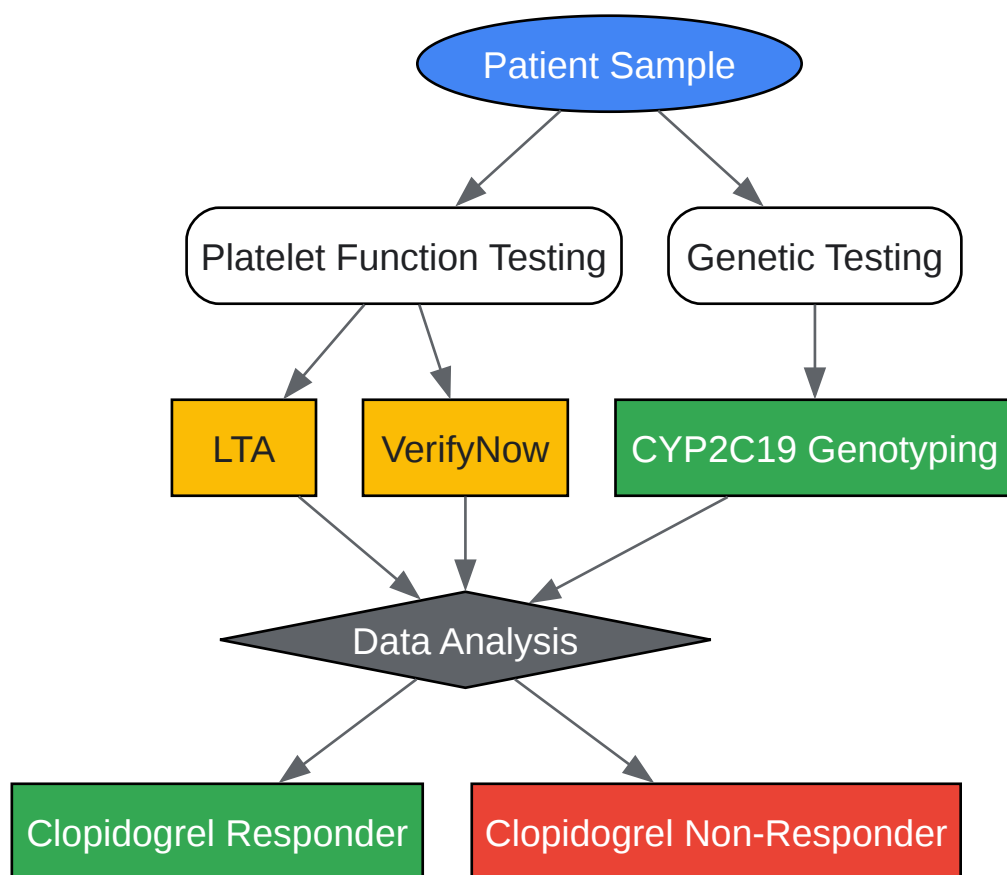 Patient Sample
Platelet Function Testing
Genetic Testing
LTA
VerifyNow
CYP2C19 Genotyping
Data Analysis
Clopidogrel Responder
Clopidogrel Non-Responder